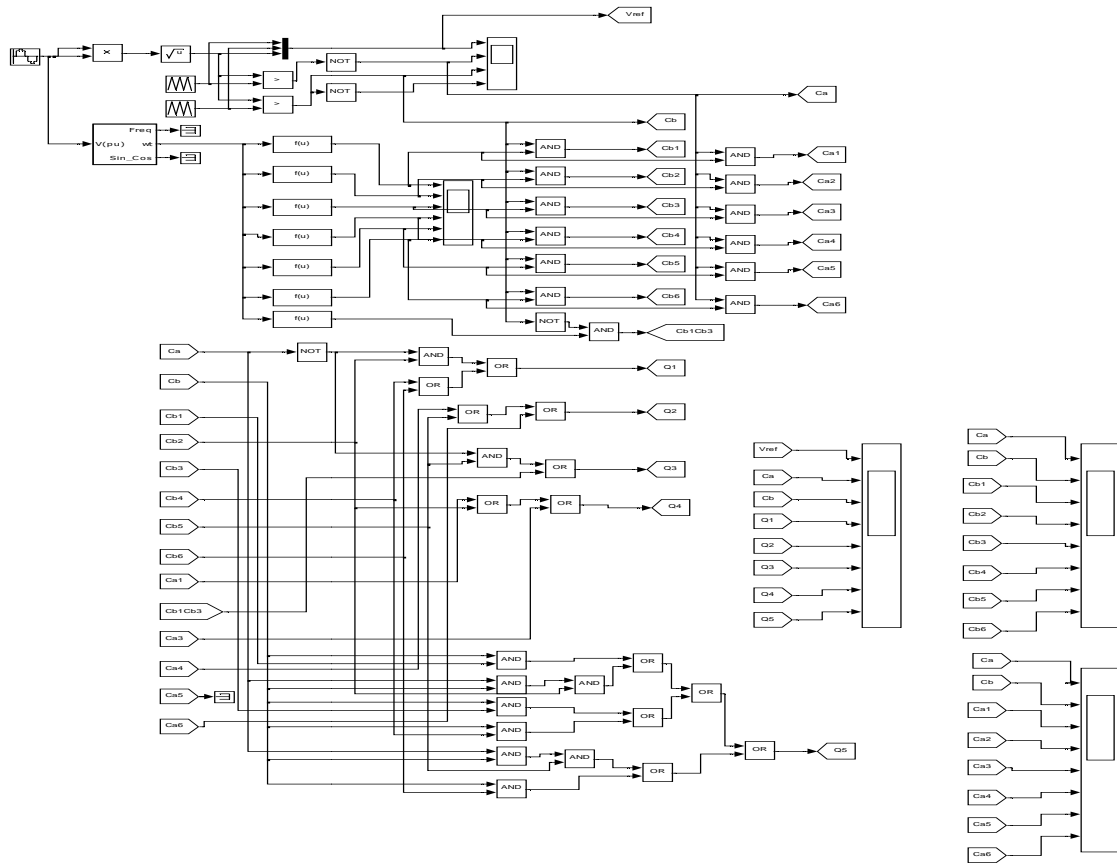 Vref
×
√u
>
NOT
>
NOT
Ca
Cb
Freq
V(pu)
wt
Sin_Cos
f(u)
f(u)
f(u)
f(u)
f(u)
f(u)
f(u)
AND
Cb1
AND
Ca1
AND
Cb2
AND
Ca2
AND
Cb3
AND
Ca3
AND
Cb4
AND
Ca4
AND
Cb5
AND
Ca5
AND
Cb6
AND
Ca6
NOT
AND
Cb1Cb3
Ca
NOT
AND
OR
Q1
Cb
OR
Cb1
OR
OR
Q2
Cb2
AND
Cb3
OR
Q3
Cb4
OR
OR
Q4
Cb5
Cb6
Ca1
Cb1Cb3
Ca3
Ca4
Ca5
Ca6
AND
OR
AND
AND
OR
AND
OR
AND
AND
AND
OR
OR
Q5
AND
Vref
Ca
Cb
Q1
Q2
Q3
Q4
Q5
Ca
Cb
Cb1
Cb2
Cb3
Cb4
Cb5
Cb6
Ca
Cb
Ca1
Ca2
Ca3
Ca4
Ca5
Ca6